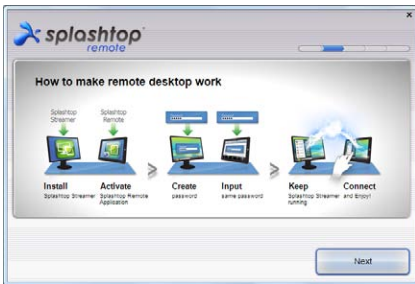 splashtop
remote
How to make remote desktop work
Splashtop Streamer
Splashtop Remote
Install
Splashtop Streamer
Activate
Splashtop Remote Application
Create
password
Input
same password
Keep
Splashtop Streamer running
Connect
and Enjoy!
Next